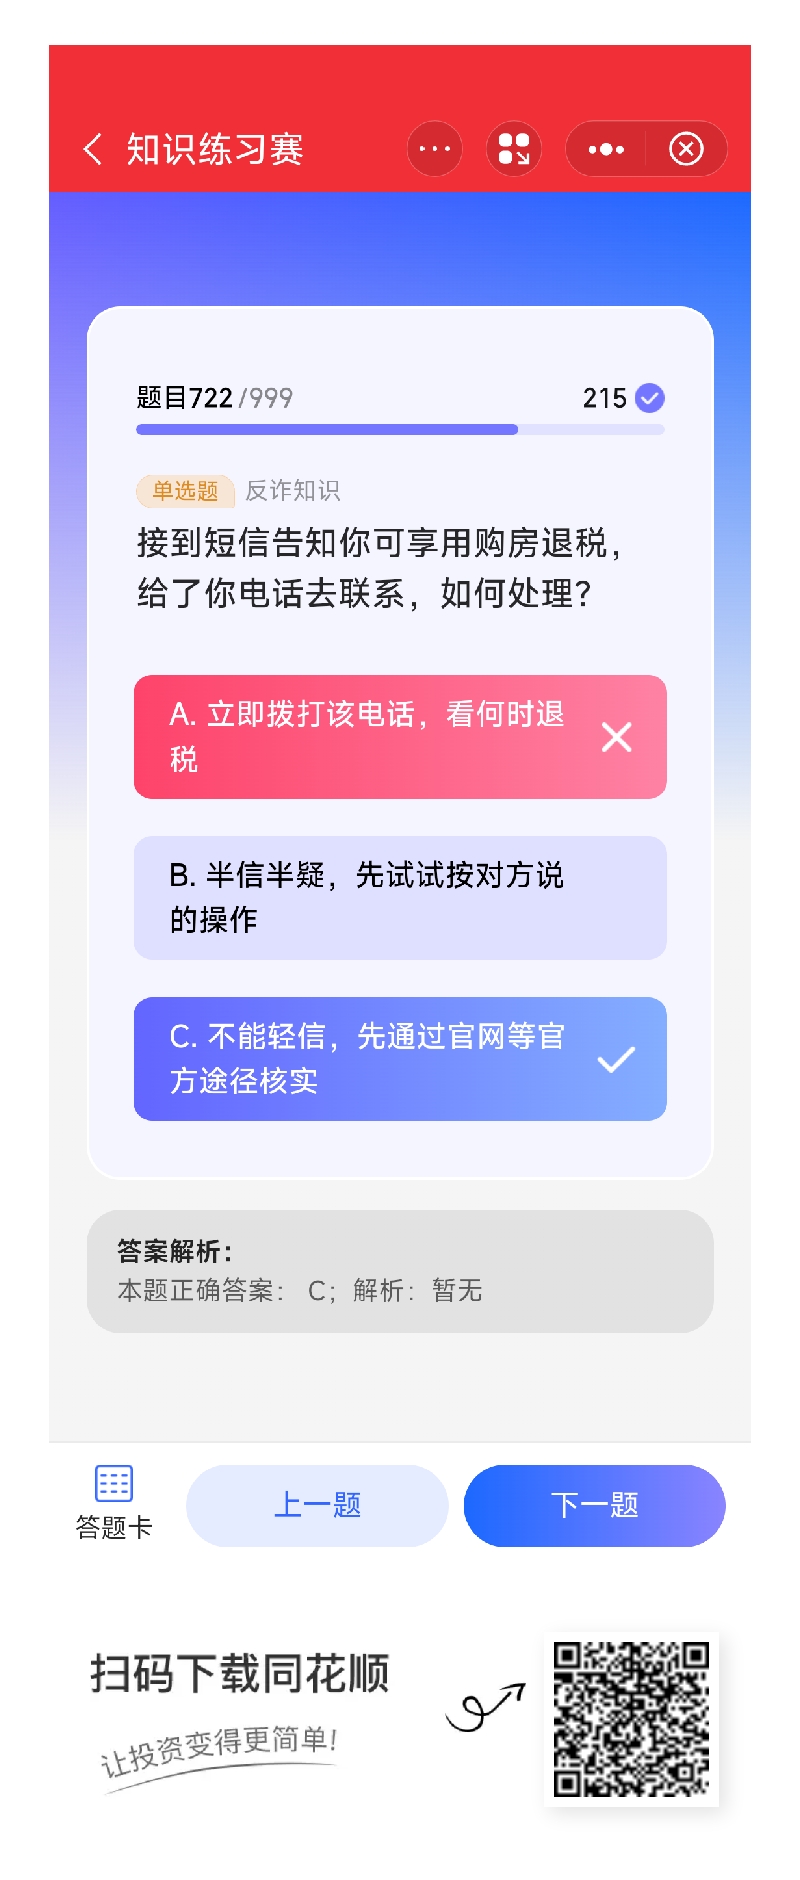 知识练习赛
题目722/999 215
单选题 反诈知识
接到短信告知你可享用购房退税，
给了你电话去联系，如何处理？
A. 立即拨打该电话，看何时退
税
B. 半信半疑，先试试按对方说
的操作
C. 不能轻信，先通过官网等官
方途径核实
答案解析：
本题正确答案： C；解析：暂无
答题卡
上一题
下一题
扫码下载同花顺
让投资变得更简单！